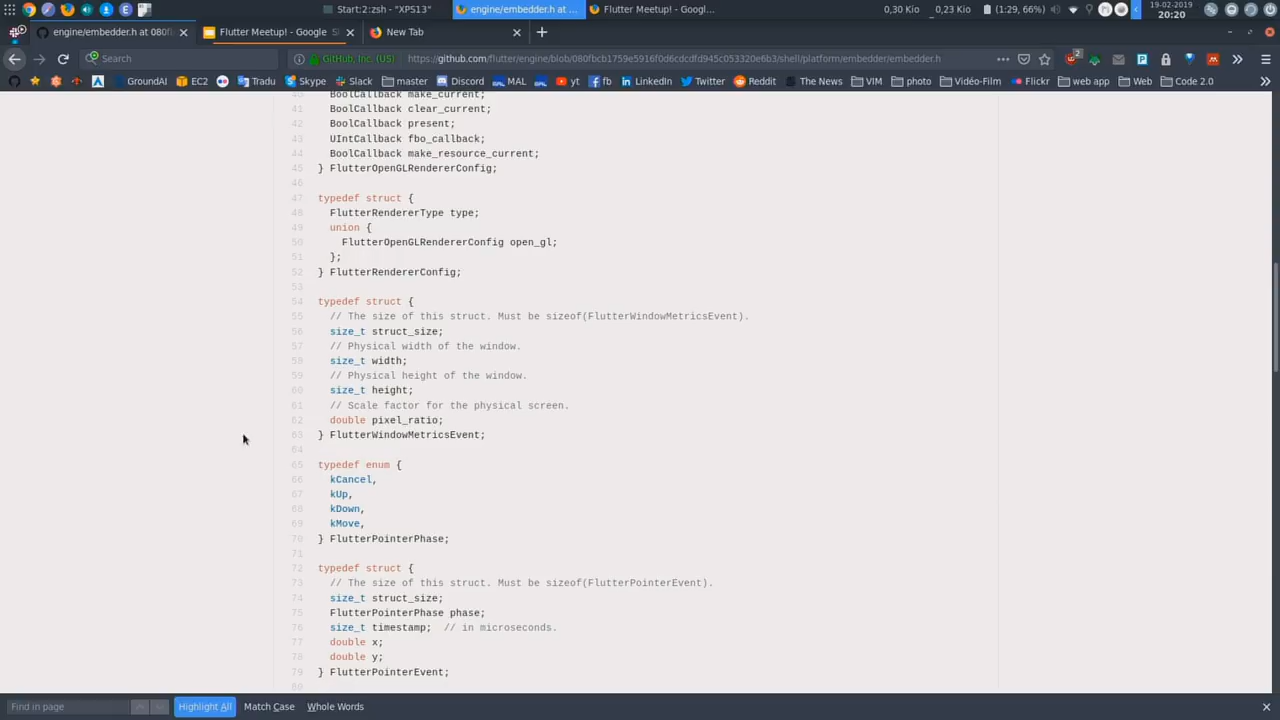 Start:2:zsh - "XPS13"
engine/embedder.h at ...
Flutter Meetup! - Googl...
0,30 Kio
0,23 Kio
(1:29, 66%)
19-02-2019
20:20
engine/embedder.h at 080fl
Flutter Meetup! - Google Sl
New Tab
Search
GitHub, Inc. (US)
https://github.com/flutter/engine/blob/080fbcb1759e5916f0d6cdcdfd945c053320e6b3/shell/platform/embedder/embedder.h
2
GroundAI
EC2
Tradu
Skype
Slack
master
Discord
MAL
yt
fb
LinkedIn
Twitter
Reddit
The News
VIM
photo
Vidéo-Film
Flickr
web app
Web
Code 2.0
40 BoolCallback make_current;
41 BoolCallback clear_current;
42 BoolCallback present;
43 UIntCallback fbo_callback;
44 BoolCallback make_resource_current;
45 } FlutterOpenGLRendererConfig;
46
47 typedef struct {
48 FlutterRendererType type;
49 union {
50 FlutterOpenGLRendererConfig open_gl;
51 };
52 } FlutterRendererConfig;
53
54 typedef struct {
55 // The size of this struct. Must be sizeof(FlutterWindowMetricsEvent).
56 size_t struct_size;
57 // Physical width of the window.
58 size_t width;
59 // Physical height of the window.
60 size_t height;
61 // Scale factor for the physical screen.
62 double pixel_ratio;
63 } FlutterWindowMetricsEvent;
64
65 typedef enum {
66 kCancel,
67 kUp,
68 kDown,
69 kMove,
70 } FlutterPointerPhase;
71
72 typedef struct {
73 // The size of this struct. Must be sizeof(FlutterPointerEvent).
74 size_t struct_size;
75 FlutterPointerPhase phase;
76 size_t timestamp; // in microseconds.
77 double x;
78 double y;
79 } FlutterPointerEvent;
80
Find in page
Highlight All
Match Case
Whole Words